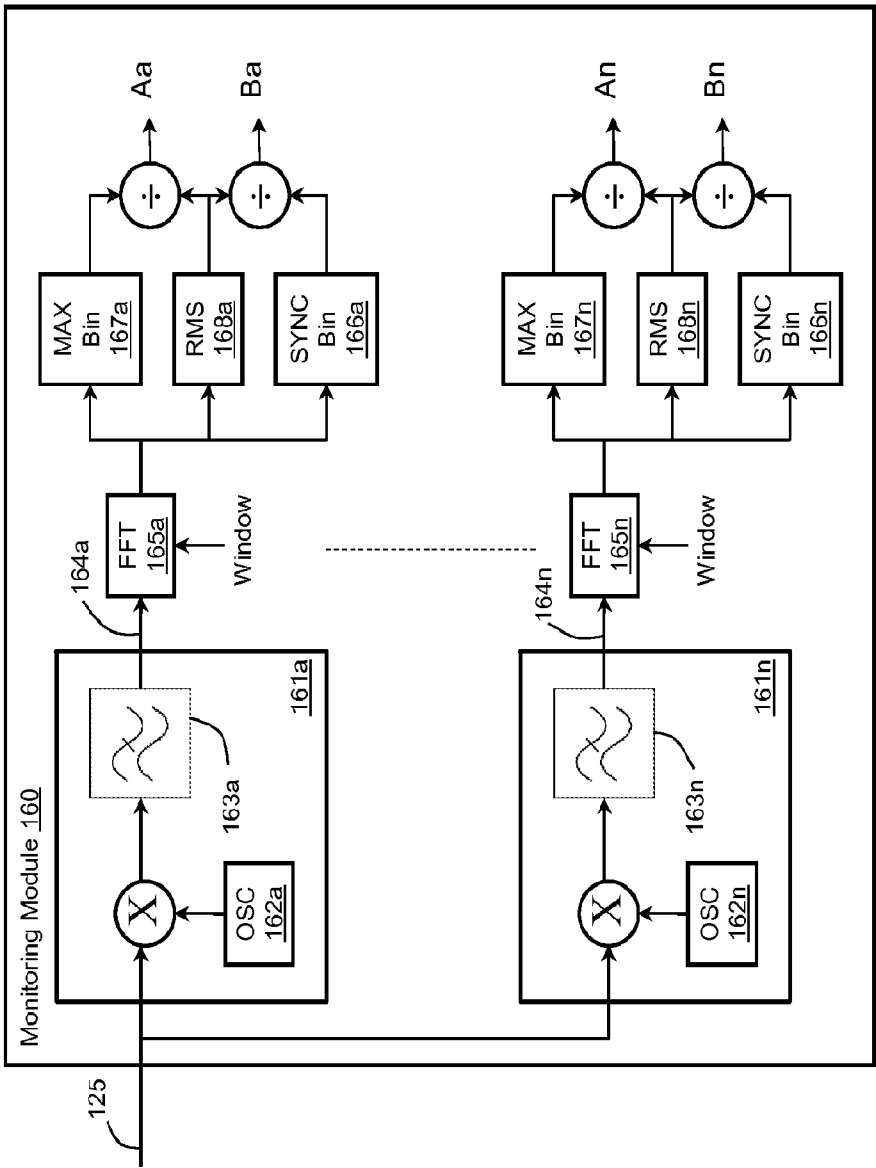 Monitoring Module 160
125
X
OSC
162a
163a
161a
164a
FFT
165a
Window
MAX
Bin
167a
RMS
168a
SYNC
Bin
166a
÷
Aa
÷
Ba
X
OSC
162n
163n
161n
164n
FFT
165n
Window
MAX
Bin
167n
RMS
168n
SYNC
Bin
166n
÷
An
÷
Bn